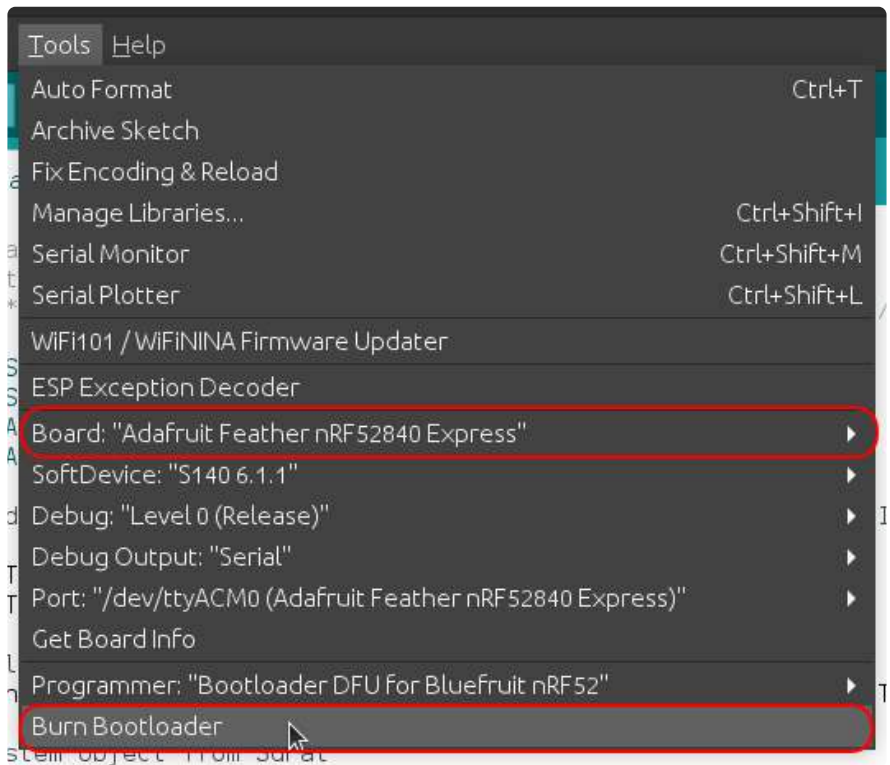 Tools Help
Auto Format Ctrl+T
Archive Sketch
Fix Encoding & Reload
Manage Libraries... Ctrl+Shift+I
Serial Monitor Ctrl+Shift+M
Serial Plotter Ctrl+Shift+L
WiFi101 / WiFiNINA Firmware Updater
ESP Exception Decoder
Board: "Adafruit Feather nRF52840 Express"
SoftDevice: "S140 6.1.1"
Debug: "Level 0 (Release)"
Debug Output: "Serial"
Port: "/dev/ttyACM0 (Adafruit Feather nRF52840 Express)"
Get Board Info
Programmer: "Bootloader DFU for Bluefruit nRF52"
Burn Bootloader